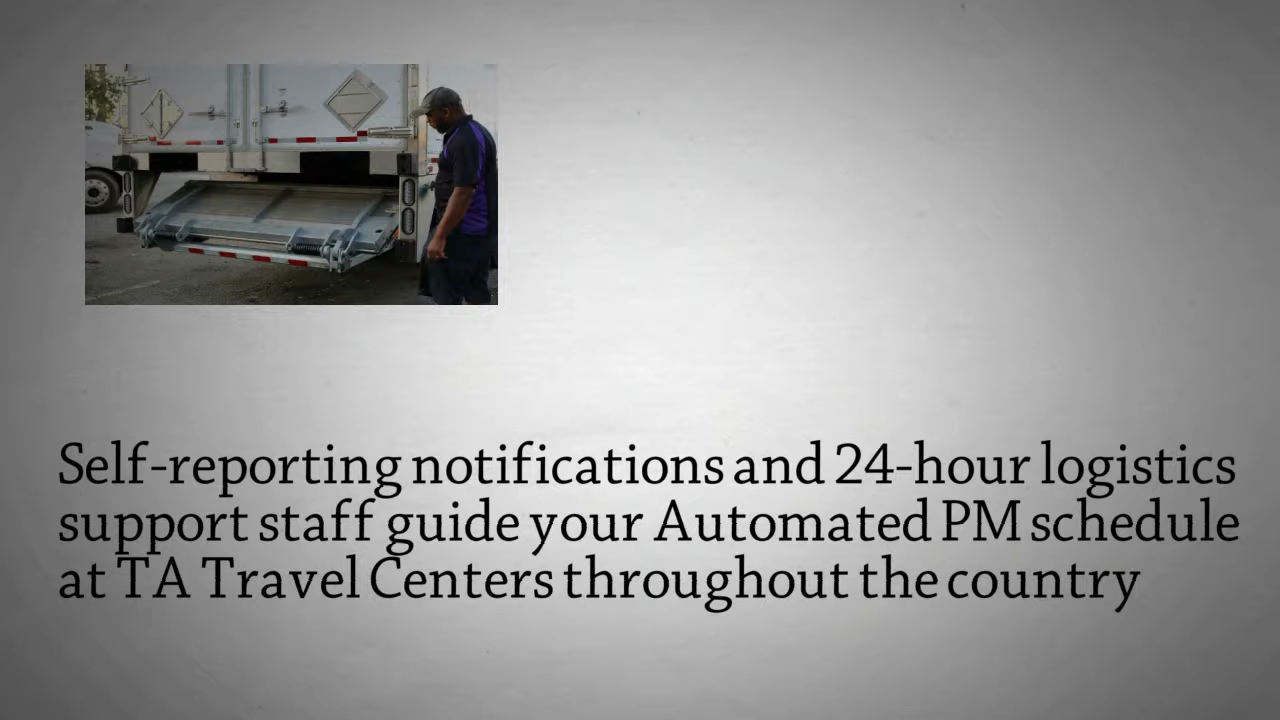 Self-reporting notifications and 24-hour logistics
support staff guide your Automated PM schedule
at TA Travel Centers throughout the country